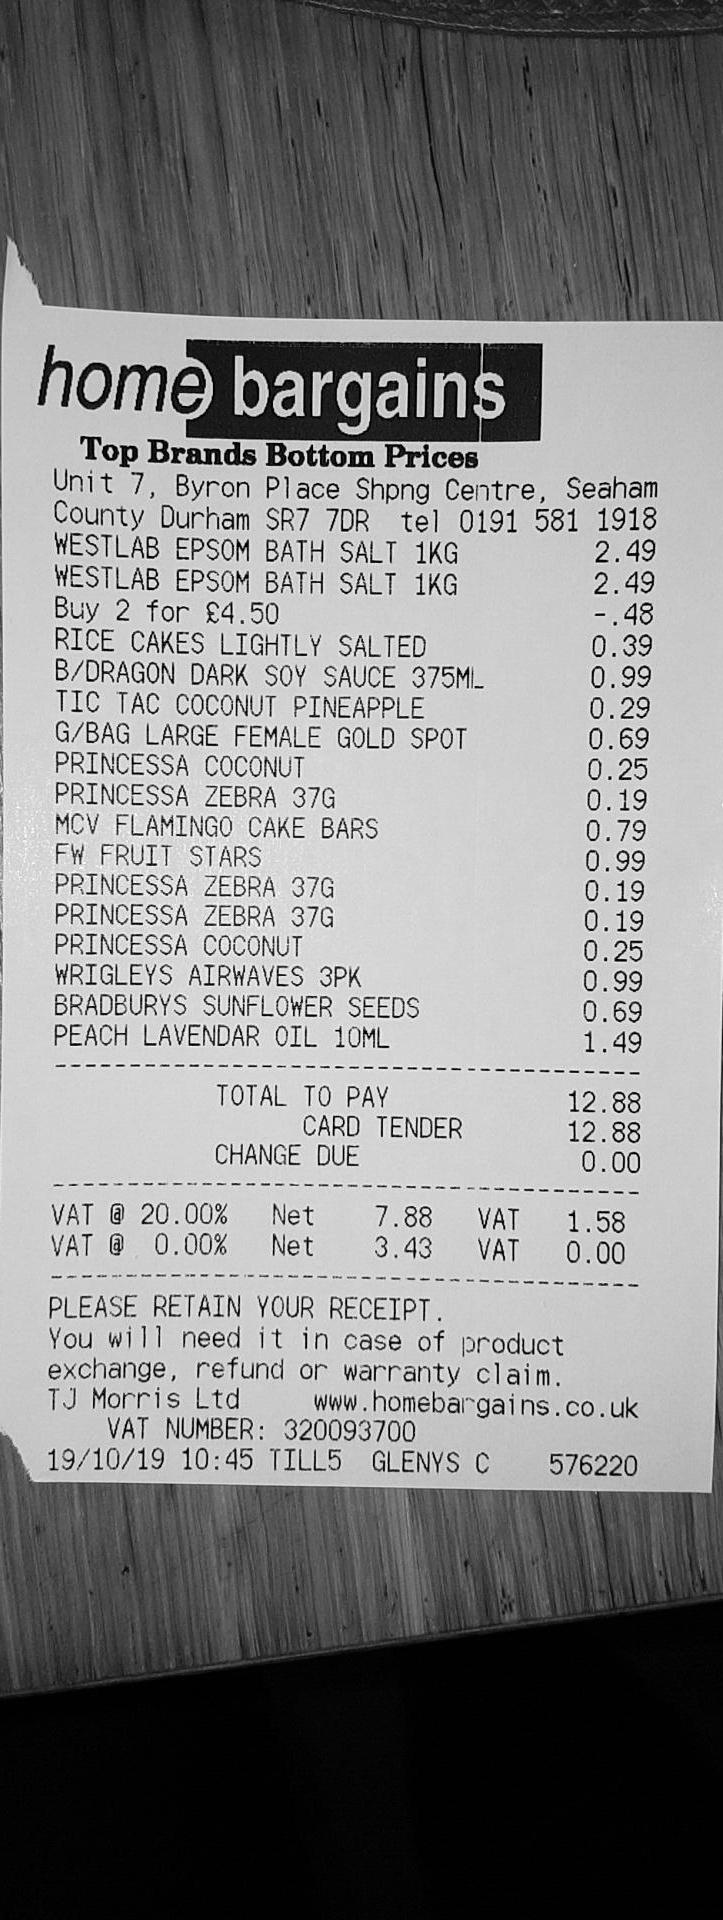 home bargains
Top Brands Bottom Prices
Unit 7, Byron Place Shpng Centre, Seaham
County Durham SR7 7DR tel 0191 581 1918
WESTLAB EPSOM BATH SALT 1KG 2.49
WESTLAB EPSOM BATH SALT 1KG 2.49
Buy 2 for £4.50 -.48
RICE CAKES LIGHTLY SALTED 0.39
B/DRAGON DARK SOY SAUCE 375ML 0.99
TIC TAC COCONUT PINEAPPLE 0.29
G/BAG LARGE FEMALE GOLD SPOT 0.69
PRINCESSA COCONUT 0.25
PRINCESSA ZEBRA 37G 0.19
MCV FLAMINGO CAKE BARS 0.79
FW FRUIT STARS 0.99
PRINCESSA ZEBRA 37G 0.19
PRINCESSA ZEBRA 37G 0.19
PRINCESSA COCONUT 0.25
WRIGLEYS AIRWAVES 3PK 0.99
BRADBURYS SUNFLOWER SEEDS 0.69
PEACH LAVENDAR OIL 10ML 1.49
TOTAL TO PAY 12.88
CARD TENDER 12.88
CHANGE DUE 0.00
VAT @ 20.00% Net 7.88 VAT 1.58
VAT @ 0.00% Net 3.43 VAT 0.00
PLEASE RETAIN YOUR RECEIPT.
You will need it in case of product
exchange, refund or warranty claim.
TJ Morris Ltd www.homebargains.co.uk
VAT NUMBER: 320093700
19/10/19 10:45 TILL5 GLENYS C 576220